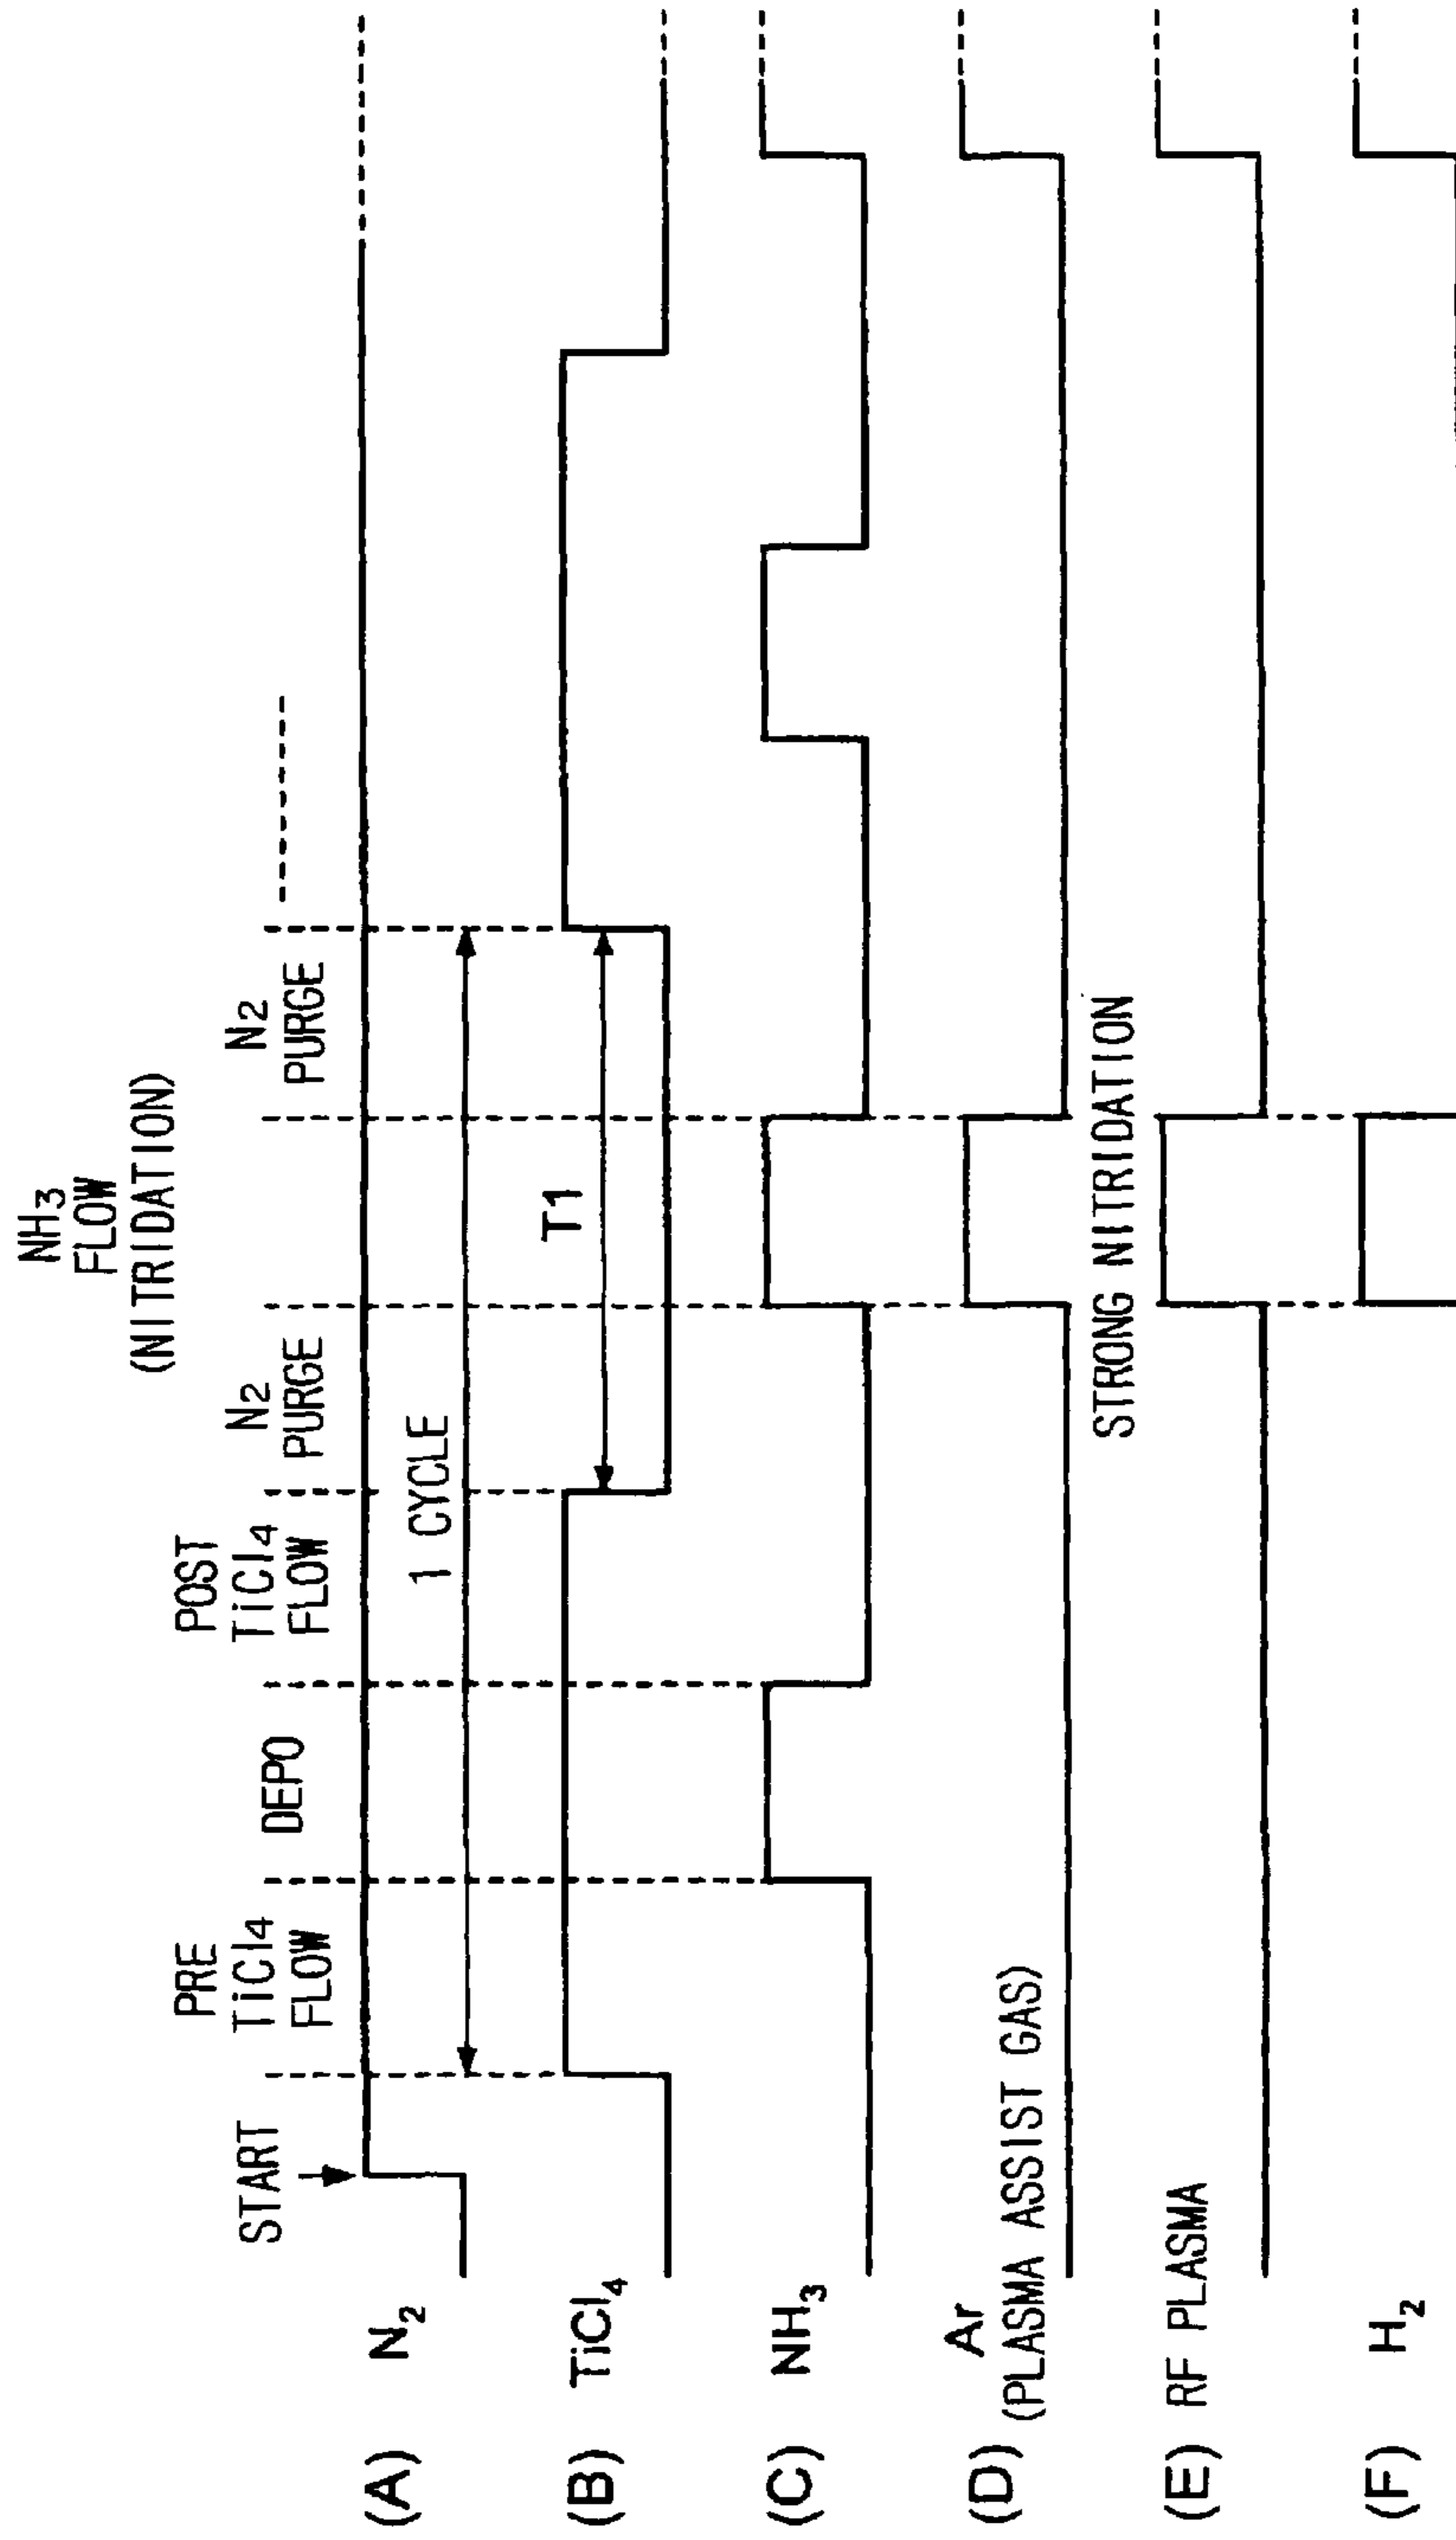 NH₃
FLOW
(NITRIDATION)
START
PRE
TiCl₄
FLOW
DEPO
POST
TiCl₄
FLOW
N₂
PURGE
N₂
PURGE
(A) N₂
1 CYCLE
(B) TiCl₄
T1
(C) NH₃
(D) Ar
(PLASMA ASSIST GAS)
STRONG NITRIDATION
(E) RF PLASMA
(F) H₂